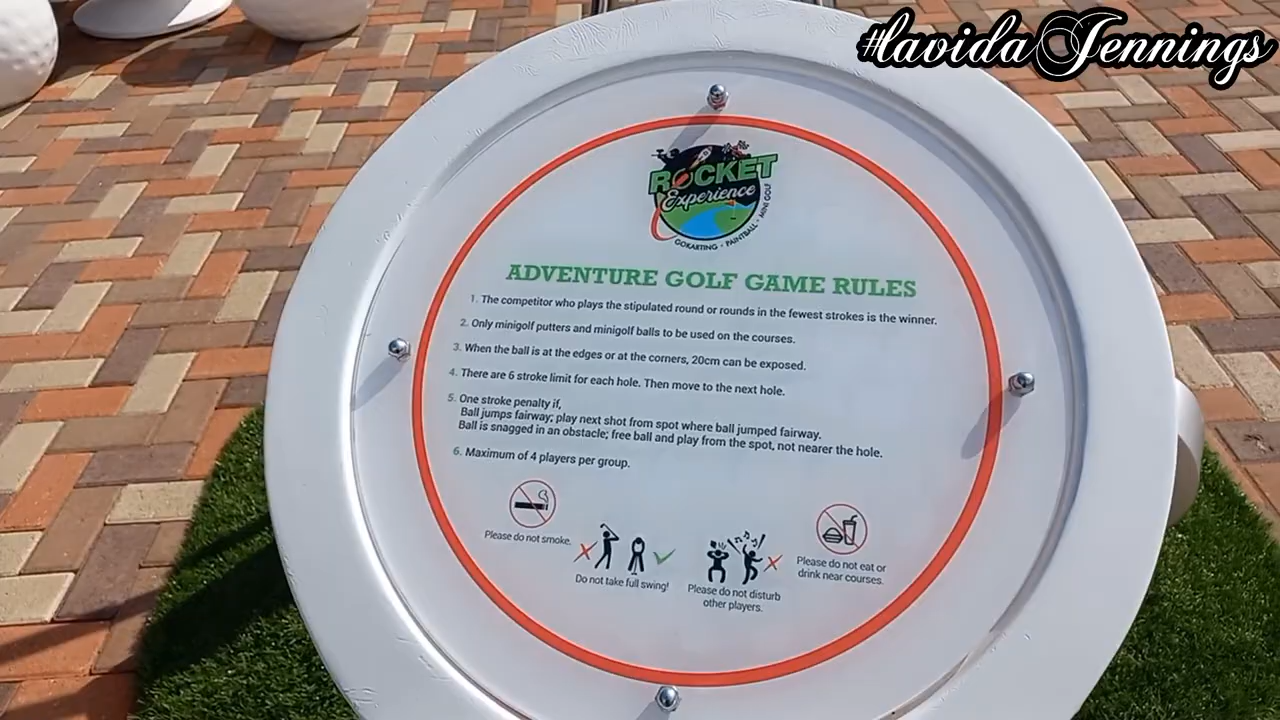 #lavida Jennings
ROCKET
Experience
GOKARTING • PAINTBALL • MINI GOLF
ADVENTURE GOLF GAME RULES
1. The competitor who plays the stipulated round or rounds in the fewest strokes is the winner.
2. Only minigolf putters and minigolf balls to be used on the courses.
3. When the ball is at the edges or at the corners, 20cm can be exposed.
4. There are 6 stroke limit for each hole. Then move to the next hole.
5. One stroke penalty if,
Ball jumps fairway; play next shot from spot where ball jumped fairway.
Ball is snagged in an obstacle; free ball and play from the spot, not nearer the hole.
6. Maximum of 4 players per group.
Please do not smoke.
Do not take full swing!
Please do not disturb
other players.
Please do not eat or
drink near courses.